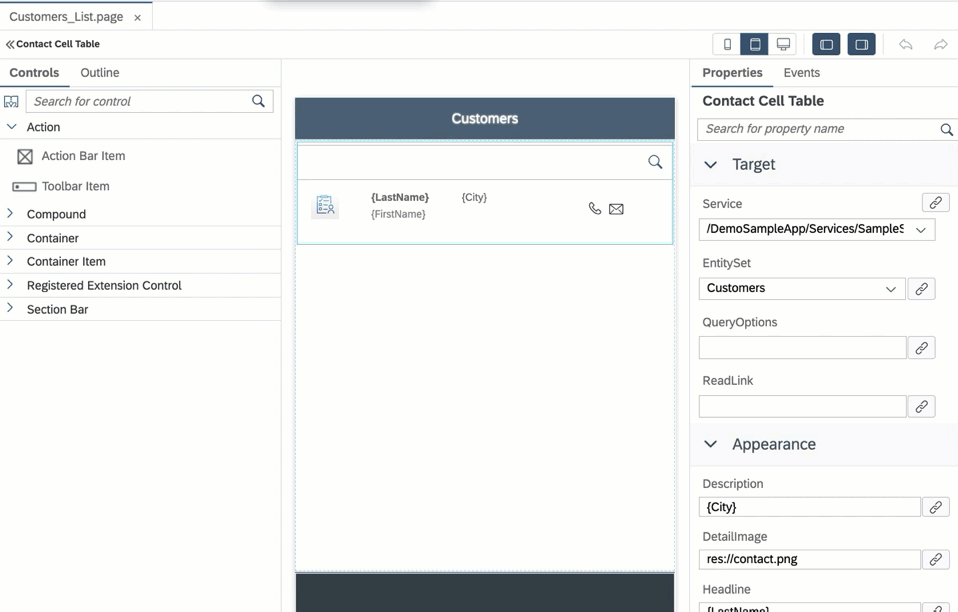 Customers_List.page ×
Contact Cell Table
Controls Outline
Search for control
Action
Action Bar Item
Toolbar Item
Compound
Container
Container Item
Registered Extension Control
Section Bar
Customers
{LastName} {City}
{FirstName}
Properties Events
Contact Cell Table
Search for property name
Target
Service
/DemoSampleApp/Services/SampleS
EntitySet
Customers
QueryOptions
ReadLink
Appearance
Description
{City}
DetailImage
res://contact.png
Headline
{LastName}